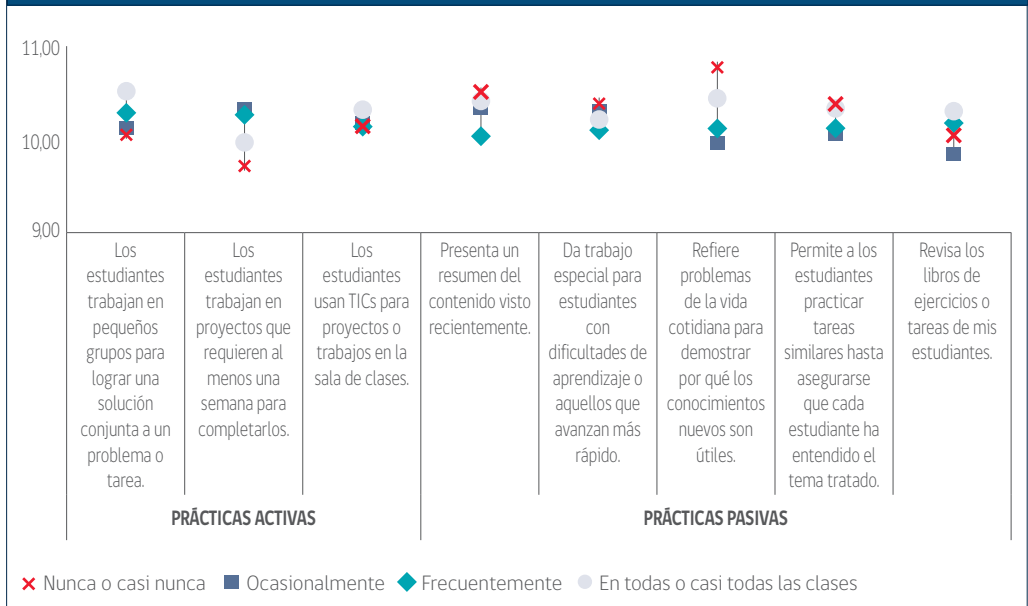 11,00
10,00
9,00
Los
estudiantes
trabajan en
pequeños
grupos para
lograr una
solución
conjunta a un
problema o
tarea.
Los
estudiantes
trabajan en
proyectos que
requieren al
menos una
semana para
completarlos.
Los
estudiantes
usan TICs para
proyectos o
trabajos en la
sala de clases.
Presenta un
resumen del
contenido visto
recientemente.
Da trabajo
especial para
estudiantes
con
dificultades de
aprendizaje o
aquellos que
avanzan más
rápido.
Refiere
problemas
de la vida
cotidiana para
demostrar
por qué los
conocimientos
nuevos son
útiles.
Permite a los
estudiantes
practicar
tareas
similares hasta
asegurarse
que cada
estudiante ha
entendido el
tema tratado.
Revisa los
libros de
ejercicios o
tareas de mis
estudiantes.
PRÁCTICAS ACTIVAS
PRÁCTICAS PASIVAS
Nunca o casi nunca Ocasionalmente Frecuentemente En todas o casi todas las clases